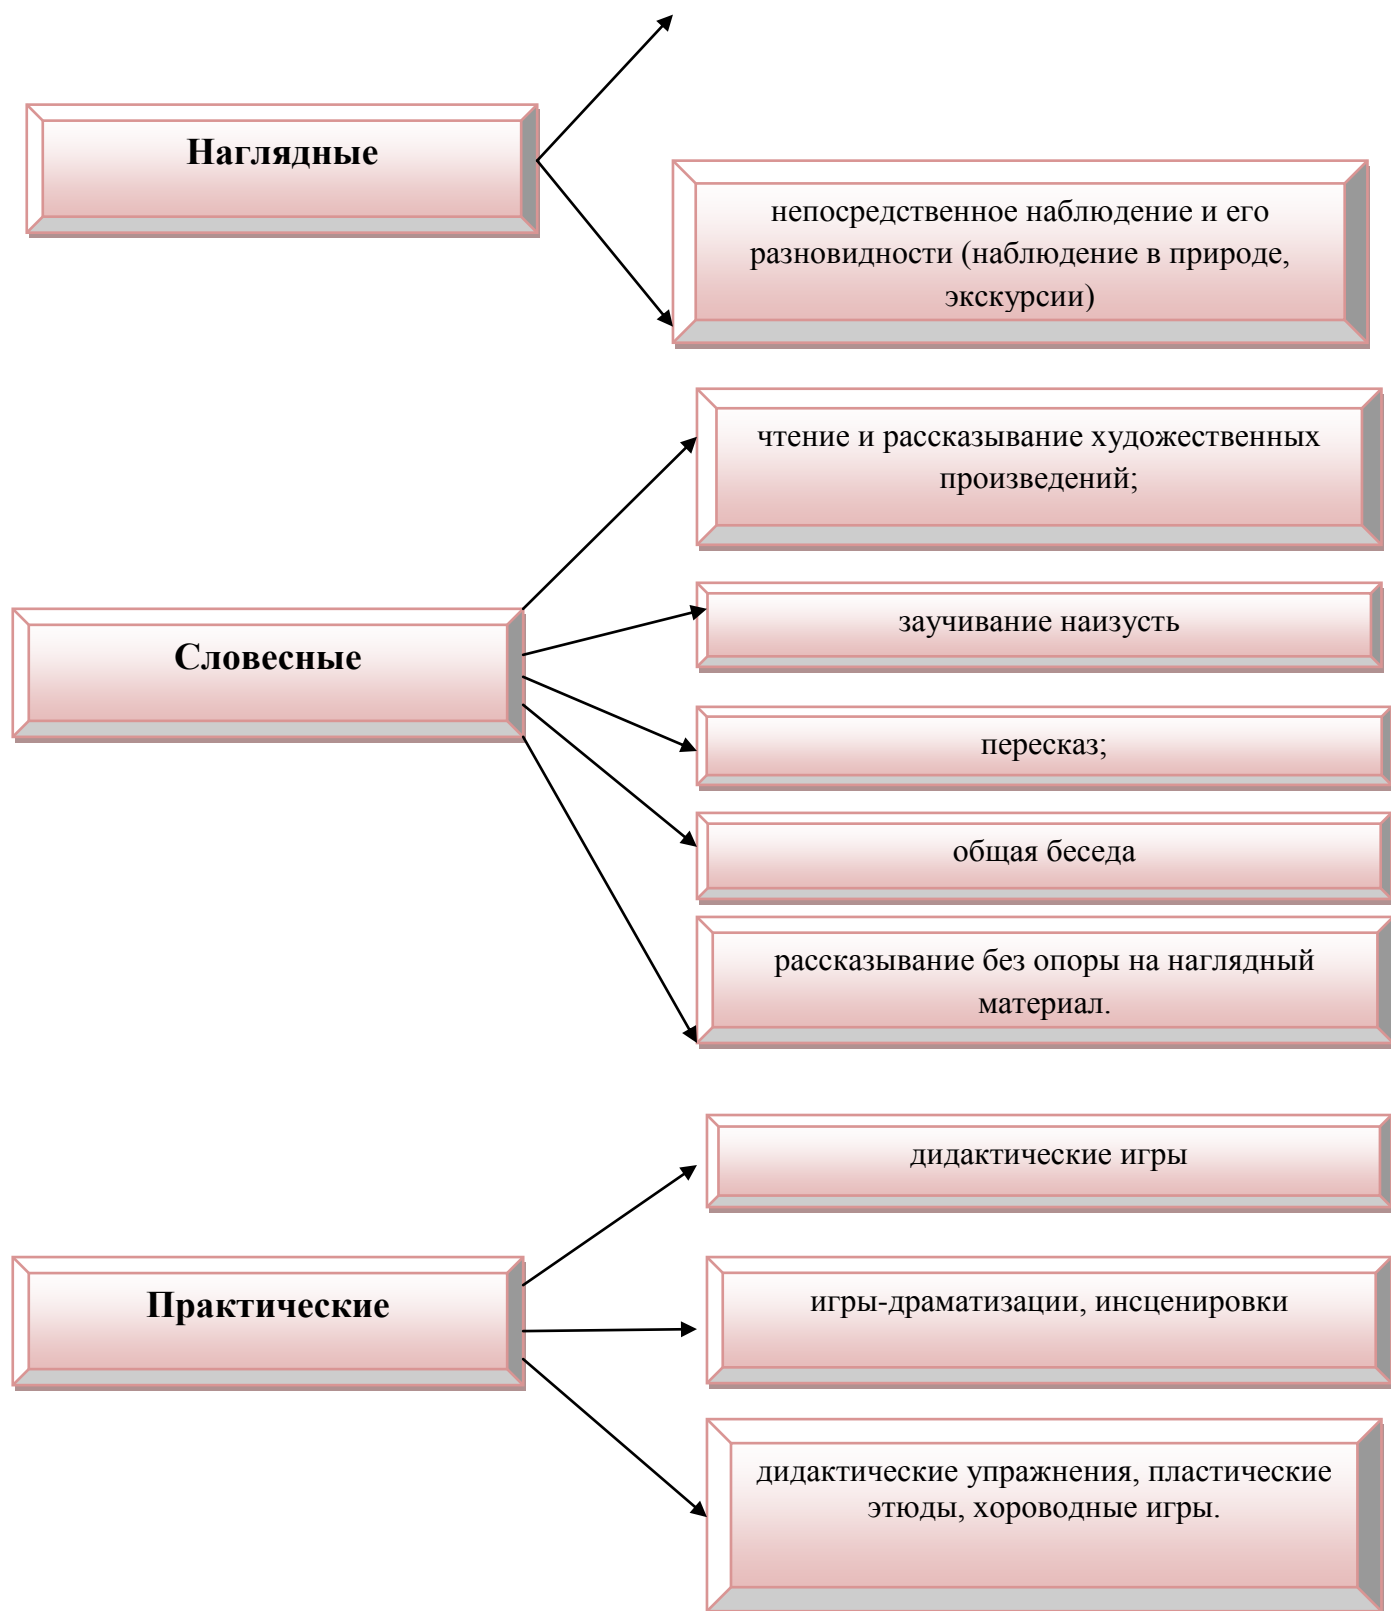 Наглядные
непосредственное наблюдение и его
разновидности (наблюдение в природе,
экскурсии)
чтение и рассказывание художественных
произведений;
заучивание наизусть
Словесные
пересказ;
общая беседа
рассказывание без опоры на наглядный
материал.
дидактические игры
Практические
игры-драматизации, инсценировки
дидактические упражнения, пластические
этюды, хороводные игры.